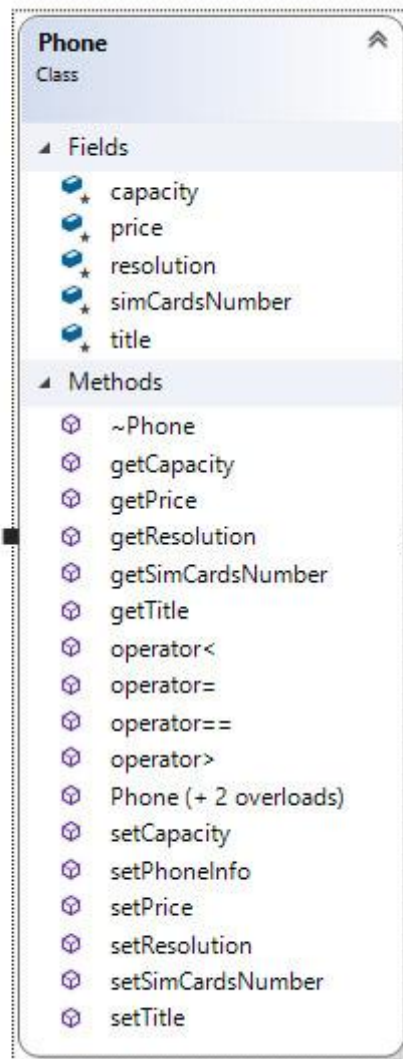 Phone
Class
Fields
capacity
price
resolution
simCardsNumber
title
Methods
~Phone
getCapacity
getPrice
getResolution
getSimCardsNumber
getTitle
operator<
operator=
operator==
operator>
Phone (+ 2 overloads)
setCapacity
setPhoneInfo
setPrice
setResolution
setSimCardsNumber
setTitle